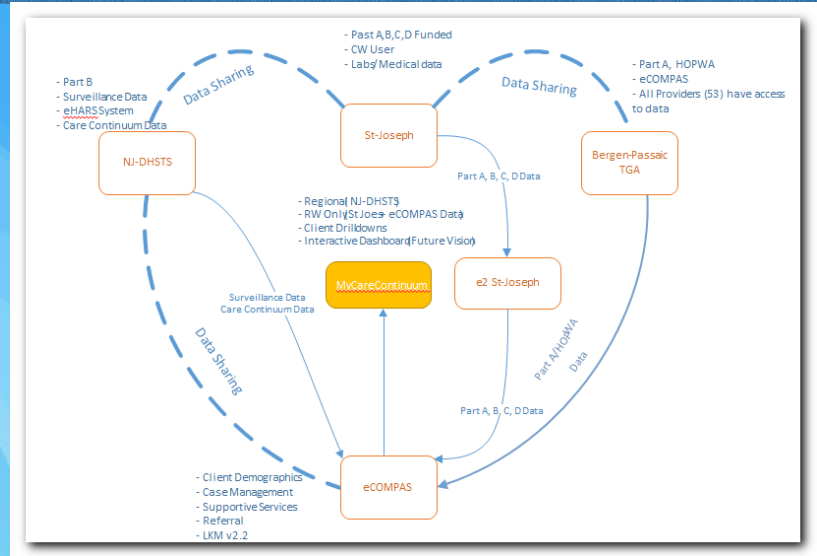 - Past A,B,C,D Funded
- CW User
- Labs/Medical data
- Part A, HOPWA
- eCOMPAS
- All Providers (53) have access
to data
- Part B
- Surveillance Data
- eHARS System
- Care Continuum Data
Data Sharing
Data Sharing
St-Joseph
NJ-DHSTS
Bergen-Passaic
TGA
Part A, B, C, D Data
- Regional( NJ-DHSTS)
- RW Only(St Joes+ eCOMPAS Data)
- Client Drilldowns
- Interactive Dashboard(Future Vision)
MyCareContinuum
e2 St-Joseph
Surveillance Data
Care Continuum Data
Data Sharing
Part A/HOPWA
Data
Part A, B, C, D Data
eCOMPAS
- Client Demographics
- Case Management
- Supportive Services
- Referral
- LKM v2.2